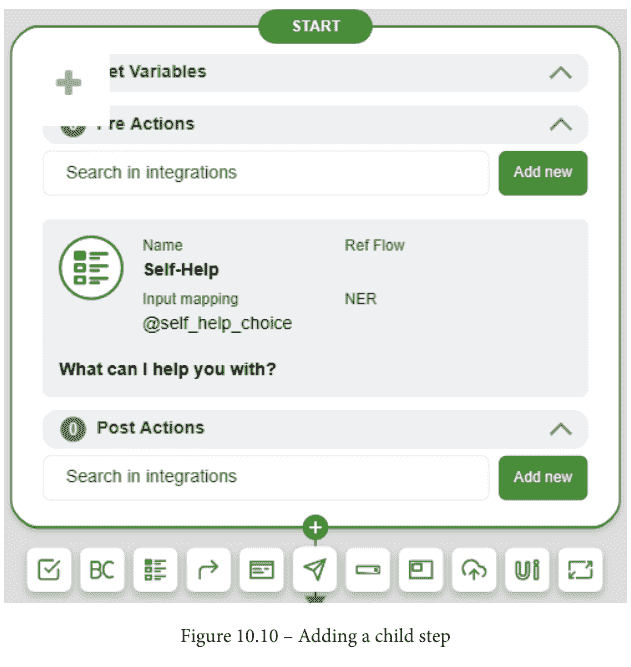 START
et Variables
re Actions
Search in integrations
Add new
Name
Ref Flow
Self-Help
Input mapping
NER
@self_help_choice
What can I help you with?
0 Post Actions
Search in integrations
Add new
BC
Ui
Figure 10.10 – Adding a child step